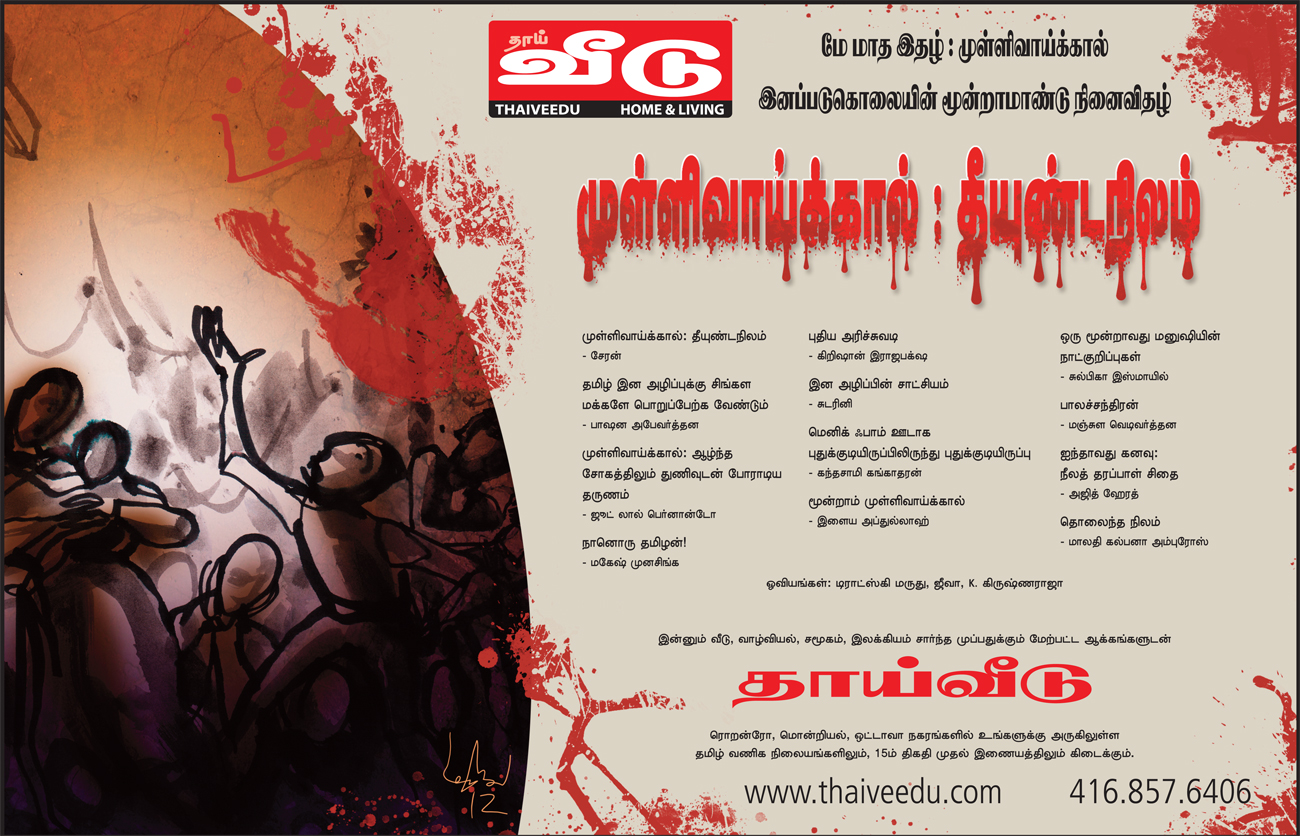 தாய்
வீடு
THAIVEEDU HOME & LIVING
மே மாத இதழ் : முள்ளிவாய்க்கால்
இனப்படுகொலையின் மூன்றாமாண்டு நினைவிதழ்
முள்ளிவாய்க்கால் : தீயுண்டநிலம்
முள்ளிவாய்க்கால்: தீயுண்டநிலம்
- சேரன்
தமிழ் இன அழிப்புக்கு சிங்கள
மக்களே பொறுப்பேற்க வேண்டும்
- பாஷன அபேவர்த்தன
முள்ளிவாய்க்கால்: ஆழ்ந்த
சோகத்திலும் துணிவுடன் போராடிய
தருணம்
- ஜூட் லால் பெர்னான்டோ
நானொரு தமிழன்!
- மகேஷ் முனசிங்க
புதிய அரிச்சுவடி
- கிறிஷான் இராஜபக்ஷ
இன அழிப்பின் சாட்சியம்
- சுடரினி
மெனிக் ஃபாம் ஊடாக
புதுக்குடியிருப்பிலிருந்து புதுக்குடியிருப்பு
- கந்தசாமி கங்காதரன்
மூன்றாம் முள்ளிவாய்க்கால்
- இளைய அப்துல்லாஹ்
ஒரு மூன்றாவது மனுஷியின்
நாட்குறிப்புகள்
- சுல்பிகா இஸ்மாயில்
பாலச்சந்திரன்
- மஞ்சுள வெடிவர்த்தன
ஐந்தாவது கனவு:
நீலத் தரப்பாள் சிதை
- அஜித் ஹேரத்
தொலைந்த நிலம்
- மாலதி கல்பனா அம்புரோஸ்
ஓவியங்கள்: டிராட்ஸ்கி மருது, ஜீவா, K. கிருஷ்ணராஜா
இன்னும் வீடு, வாழ்வியல், சமூகம், இலக்கியம் சார்ந்த முப்பதுக்கும் மேற்பட்ட ஆக்கங்களுடன்
தாய்வீடு
ரொறன்ரோ, மொன்றியல், ஒட்டாவா நகரங்களில் உங்களுக்கு அருகிலுள்ள
தமிழ் வணிக நிலையங்களிலும், 15ம் திகதி முதல் இணையத்திலும் கிடைக்கும்.
www.thaiveedu.com 416.857.6406
மருது
12